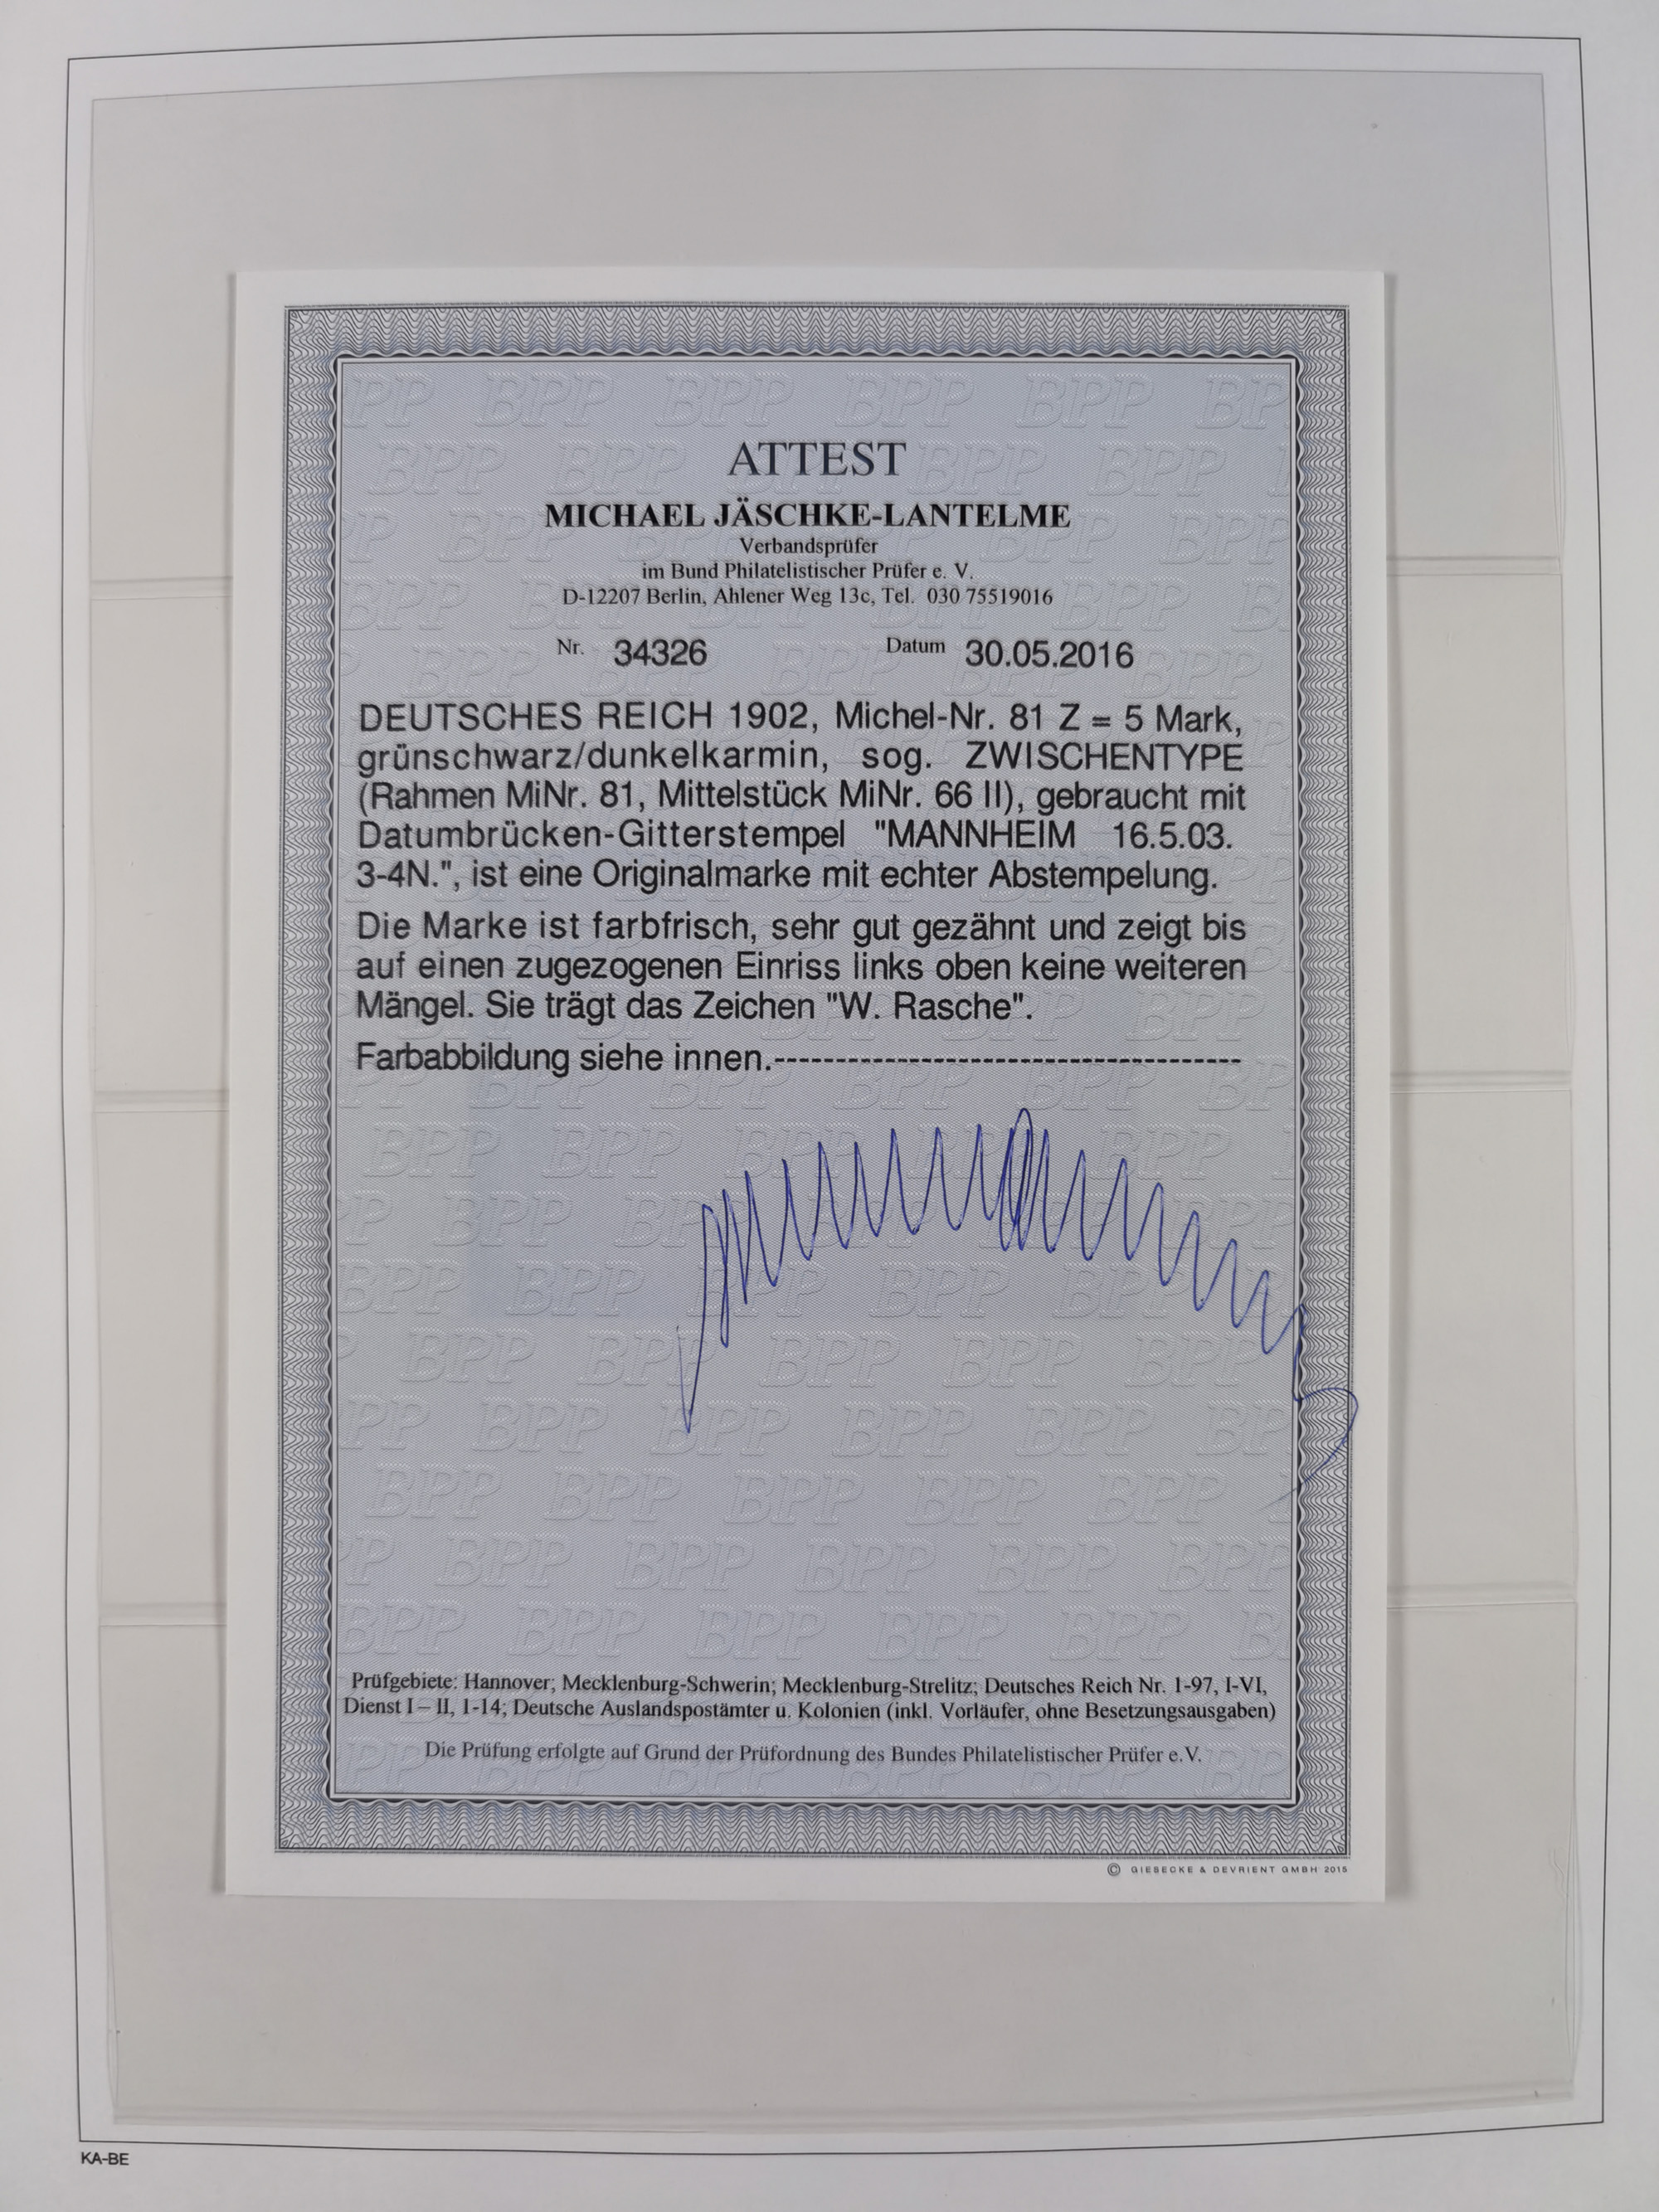 ATTEST
MICHAEL JÄSCHKE-LANTELME
Verbandsprüfer
im Bund Philatelistischer Prüfer e. V.
D-12207 Berlin, Ahlener Weg 13c, Tel. 030 75519016
Nr. 34326 Datum 30.05.2016
DEUTSCHES REICH 1902, Michel-Nr. 81 Z = 5 Mark,
grünschwarz/dunkelkarmin, sog. ZWISCHENTYPE
(Rahmen MiNr. 81, Mittelstück MiNr. 66 II), gebraucht mit
Datumbrücken-Gitterstempel "MANNHEIM 16.5.03.
3-4N.", ist eine Originalmarke mit echter Abstempelung.
Die Marke ist farbfrisch, sehr gut gezähnt und zeigt bis
auf einen zugezogenen Einriss links oben keine weiteren
Mängel. Sie trägt das Zeichen "W. Rasche".
Farbabbildung siehe innen.--------------------------------------
Prüfgebiete: Hannover; Mecklenburg-Schwerin; Mecklenburg-Strelitz; Deutsches Reich Nr. 1-97, I-VI,
Dienst I – II, 1-14; Deutsche Auslandspostämter u. Kolonien (inkl. Vorläufer, ohne Besetzungsausgaben)
Die Prüfung erfolgte auf Grund der Prüfordnung des Bundes Philatelistischer Prüfer e.V.
© GIESECKE & DEVRIENT GMBH 2015
KA-BE